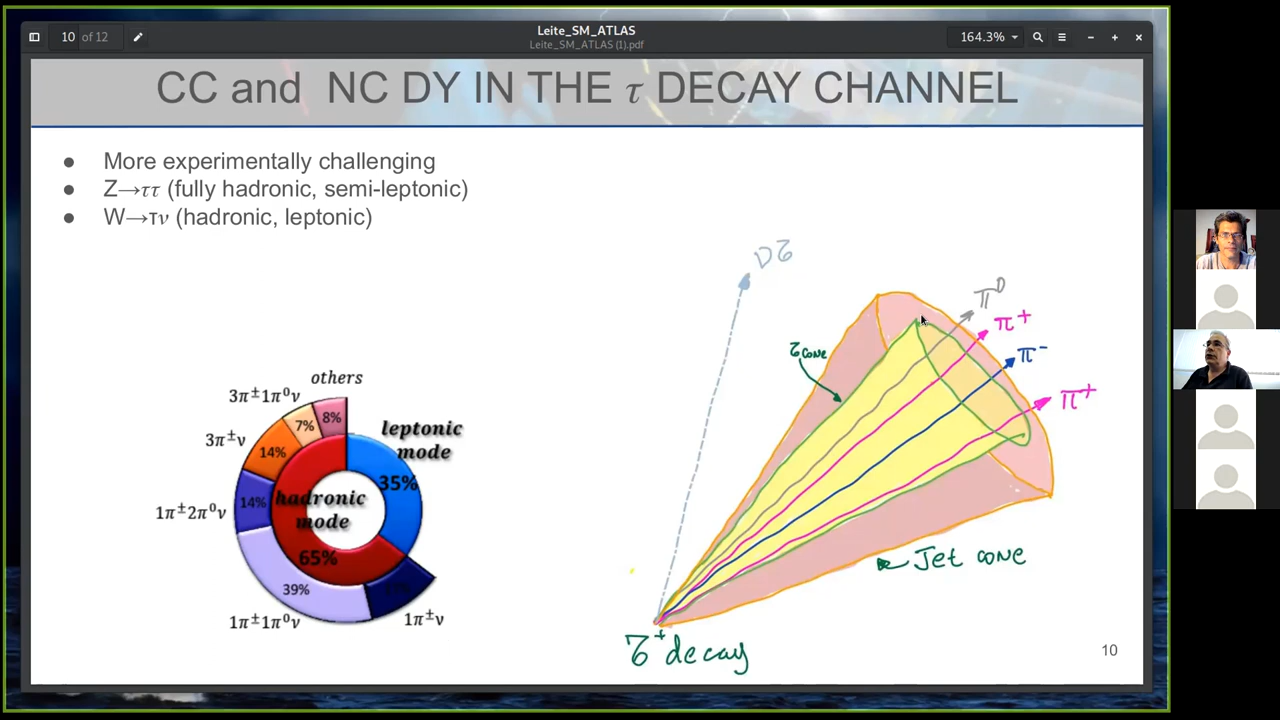 Leite_SM_ATLAS
Leite_SM_ATLAS (1).pdf
10 of 12
164.3%
CC and NC DY IN THE τ DECAY CHANNEL
● More experimentally challenging
● Z→ττ (fully hadronic, semi-leptonic)
● W→τν (hadronic, leptonic)
ντ
π0
π+
π-
π+
τcone
Jet cone
τ+ decay
others
8%
3π±1π0ν
7%
3π±ν
14%
1π±2π0ν
14%
1π±1π0ν
39%
1π±ν
leptonic
mode
35%
hadronic
mode
65%
10